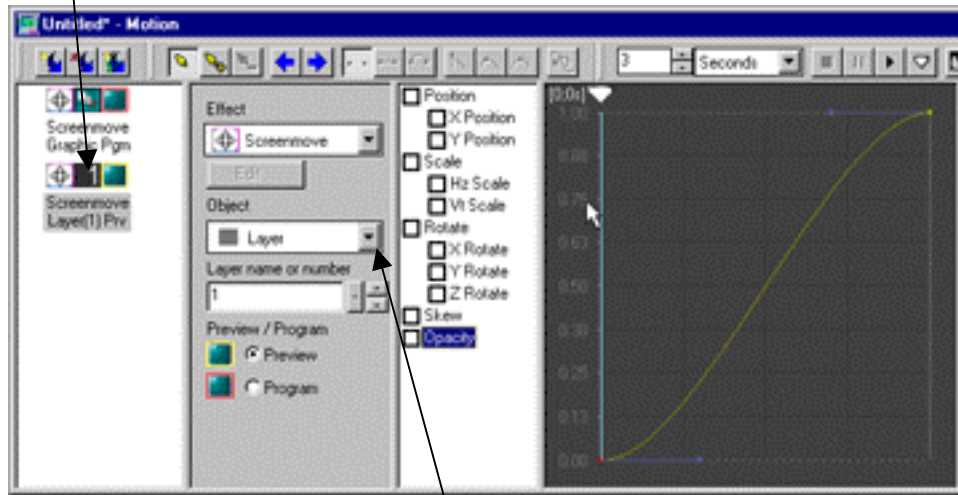 Untitled* - Motion
3 Seconds
Screenmove
Graphic Pgm
1
Screenmove
Layer(1) Prv
Effect
Screenmove
Edit
Object
Layer
Layer name or number
1
Preview / Program
Preview
Program
Position
X Position
Y Position
Scale
Hz Scale
Vt Scale
Rotate
X Rotate
Y Rotate
Z Rotate
Skew
Opacity
[0;0s]
1.00
0.88
0.75
0.63
0.50
0.38
0.25
0.13
0.00